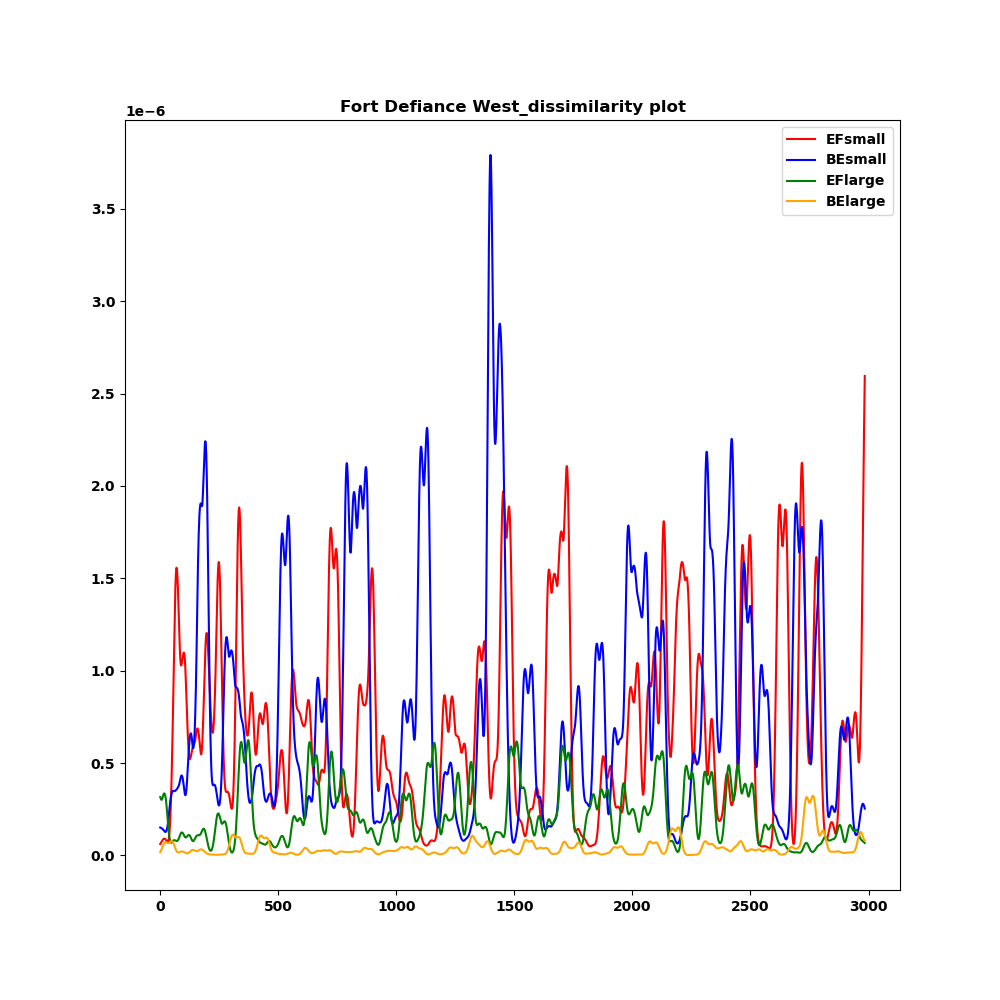 Fort Defiance West_dissimilarity plot
1e−6
EFsmall
BEsmall
EFlarge
BElarge
3.5
3.0
2.5
2.0
1.5
1.0
0.5
0.0
0 500 1000 1500 2000 2500 3000